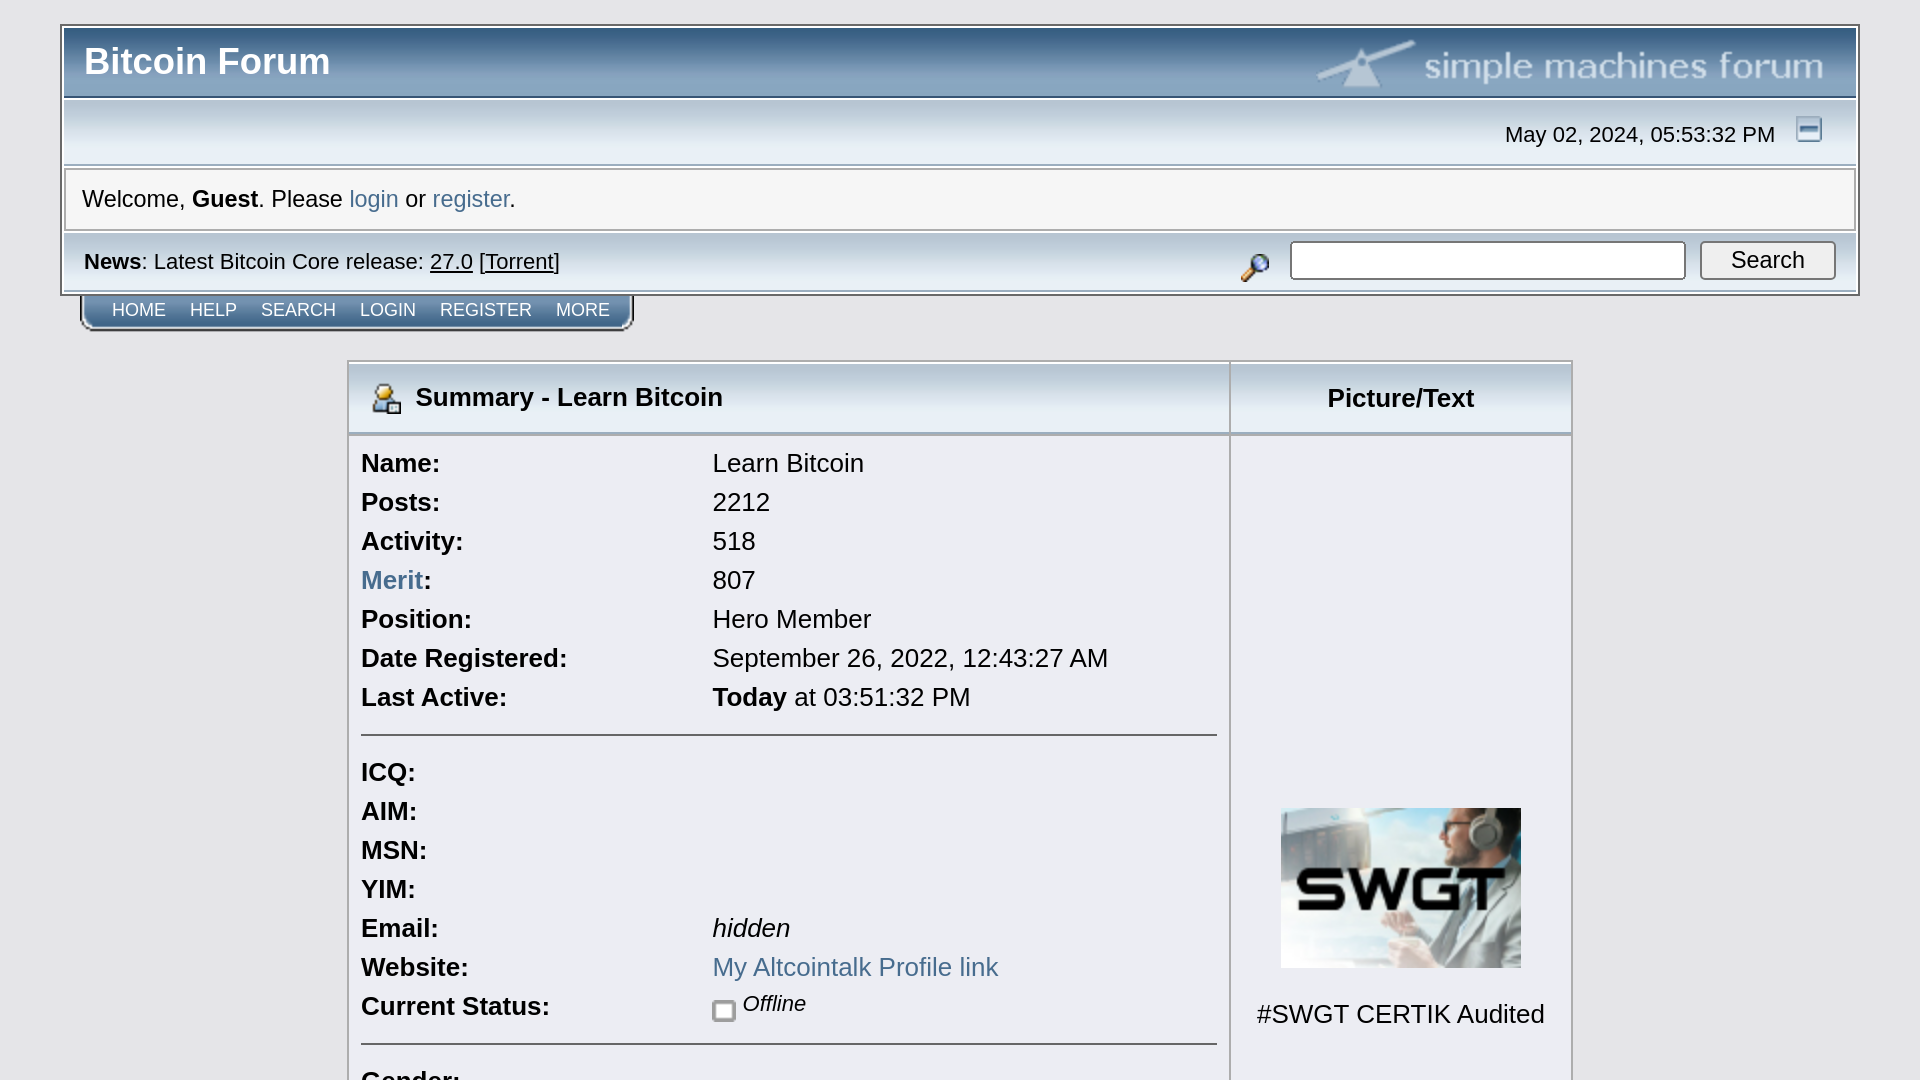 Bitcoin Forum
simple machines forum
May 02, 2024, 05:53:32 PM
Welcome, Guest. Please login or register.
News: Latest Bitcoin Core release: 27.0 [Torrent]
Search
HOME HELP SEARCH LOGIN REGISTER MORE
Summary - Learn Bitcoin
Picture/Text
Name: Learn Bitcoin
Posts: 2212
Activity: 518
Merit: 807
Position: Hero Member
Date Registered: September 26, 2022, 12:43:27 AM
Last Active: Today at 03:51:32 PM
ICQ:
AIM:
MSN:
YIM:
Email: hidden
Website: My Altcointalk Profile link
Current Status: Offline
SWGT
#SWGT CERTIK Audited
Gender: